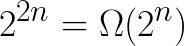 2^{2n} = Ω(2^n)